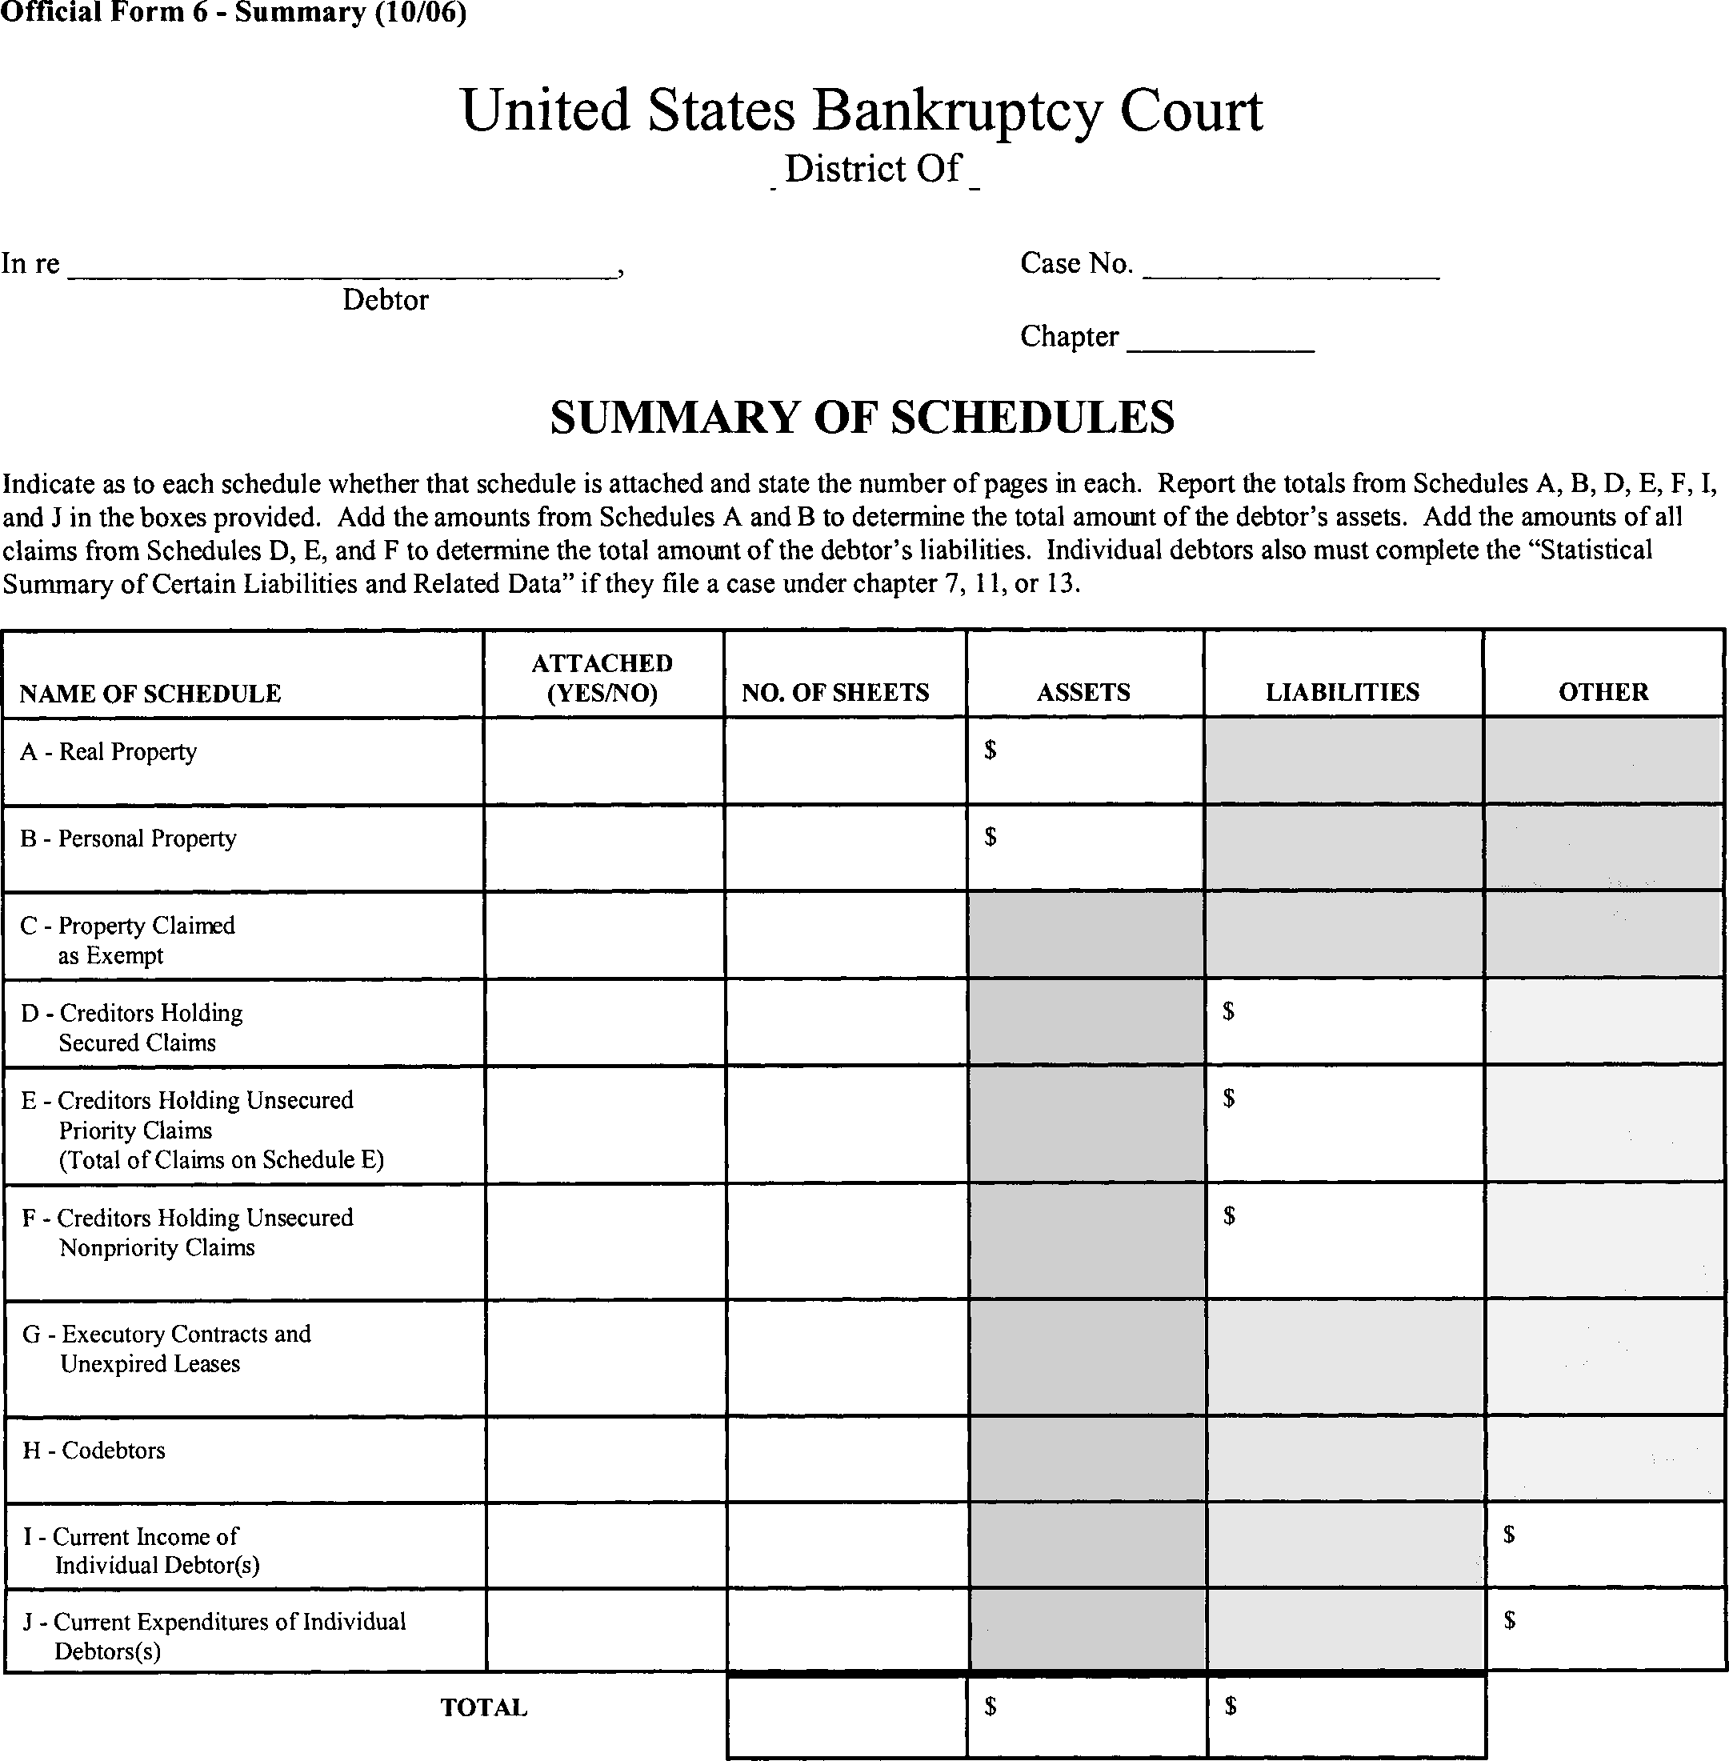 Official Form 6 - Summary (10/06)
United States Bankruptcy Court
_ District Of _
In re ____________________, Case No. ____________________
Debtor
Chapter ____________
SUMMARY OF SCHEDULES
Indicate as to each schedule whether that schedule is attached and state the number of pages in each. Report the totals from Schedules A, B, D, E, F, I,
and J in the boxes provided. Add the amounts from Schedules A and B to determine the total amount of the debtor’s assets. Add the amounts of all
claims from Schedules D, E, and F to determine the total amount of the debtor’s liabilities. Individual debtors also must complete the “Statistical
Summary of Certain Liabilities and Related Data” if they file a case under chapter 7, 11, or 13.
ATTACHED
NAME OF SCHEDULE (YES/NO) NO. OF SHEETS ASSETS LIABILITIES OTHER
A - Real Property $
B - Personal Property $
C - Property Claimed
as Exempt
D - Creditors Holding $
Secured Claims
E - Creditors Holding Unsecured $
Priority Claims
(Total of Claims on Schedule E)
F - Creditors Holding Unsecured $
Nonpriority Claims
G - Executory Contracts and
Unexpired Leases
H - Codebtors
I - Current Income of $
Individual Debtor(s)
J - Current Expenditures of Individual $
Debtors(s)
TOTAL $ $